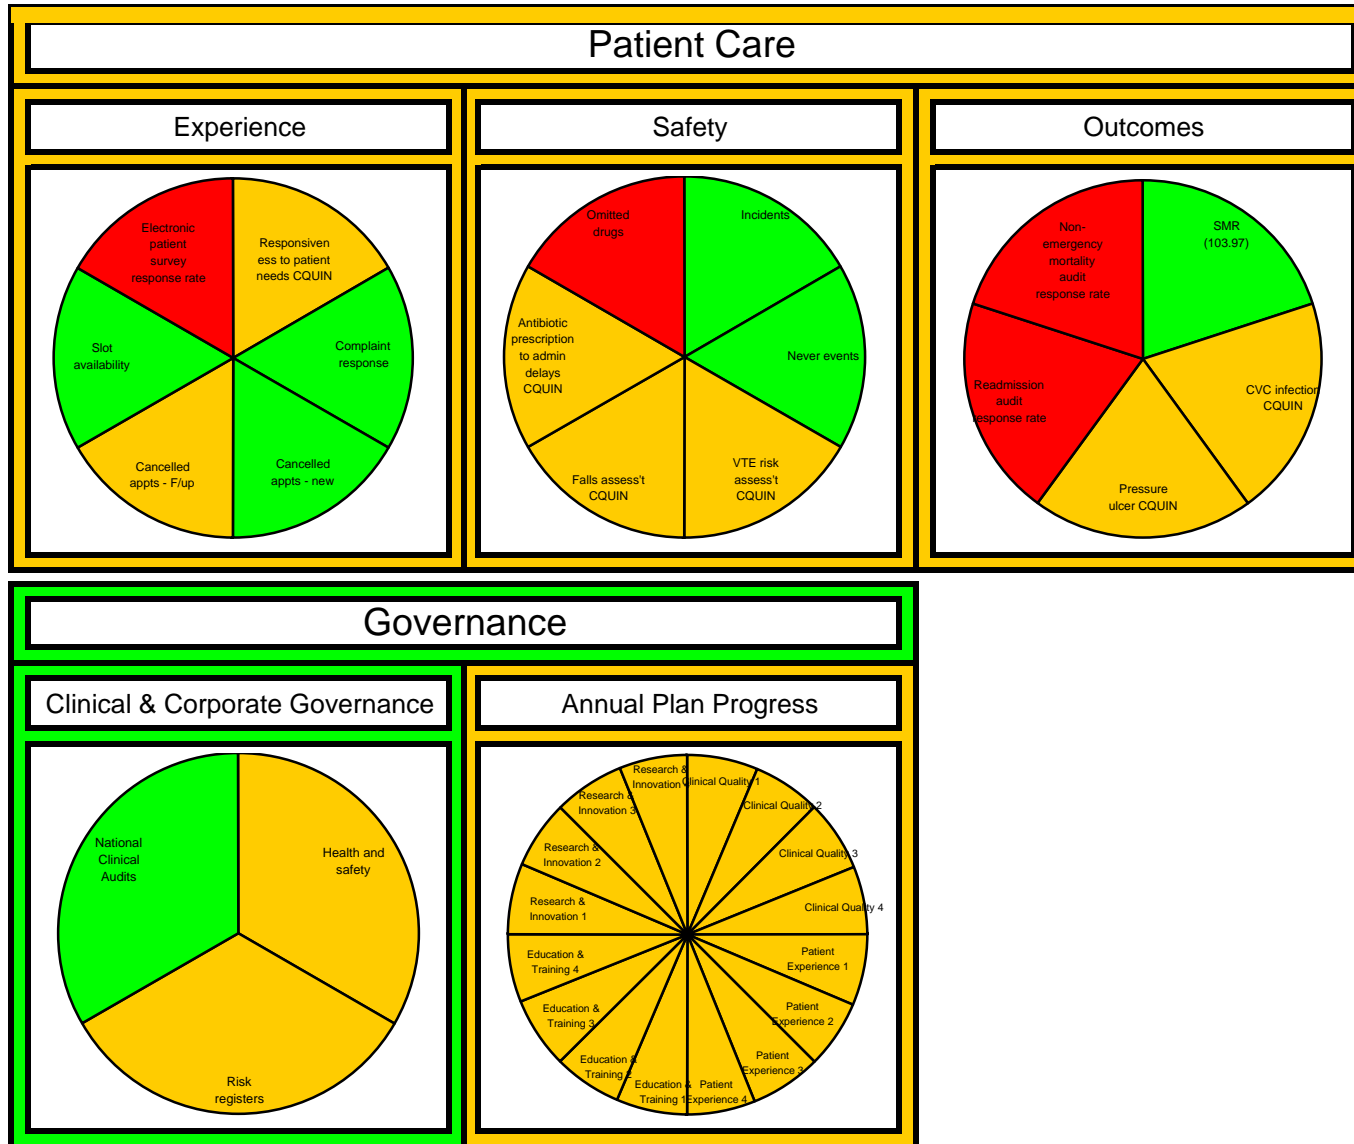 Patient Care
Experience
Safety
Outcomes
Electronic
patient
survey
response rate
Responsiven
ess to patient
needs CQUIN
Slot
availability
Complaint
response
Cancelled
appts - F/up
Cancelled
appts - new
Omitted
drugs
Incidents
Antibiotic
prescription
to admin
delays
CQUIN
Never events
Falls assess't
CQUIN
VTE risk
assess't
CQUIN
Non-
emergency
mortality
audit
response rate
SMR
(103.97)
Readmission
audit
response rate
CVC infection
CQUIN
Pressure
ulcer CQUIN
Governance
Clinical & Corporate Governance
Annual Plan Progress
National
Clinical
Audits
Health and
safety
Risk
registers
Research &
Innovation
Clinical Quality 1
Research &
Innovation 3
Clinical Quality 2
Research &
Innovation 2
Clinical Quality 3
Research &
Innovation 1
Clinical Quality 4
Education &
Training 4
Patient
Experience 1
Education &
Training 3
Patient
Experience 2
Education &
Training 2
Patient
Experience 3
Education &
Training 1
Patient
Experience 4